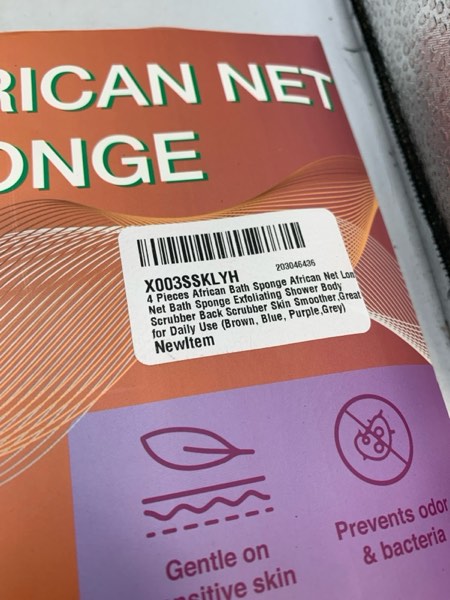 RICAN NET
ONGE
X003SSKLYH
203046436
4 Pieces African Bath Sponge African Net Lon
Net Bath Sponge Exfoliating Shower Body
Scrubber Back Scrubber Skin Smoother,Great
for Daily Use (Brown, Blue, Purple,Grey)
NewItem
Gentle on
sitive skin
Prevents odor
& bacteria